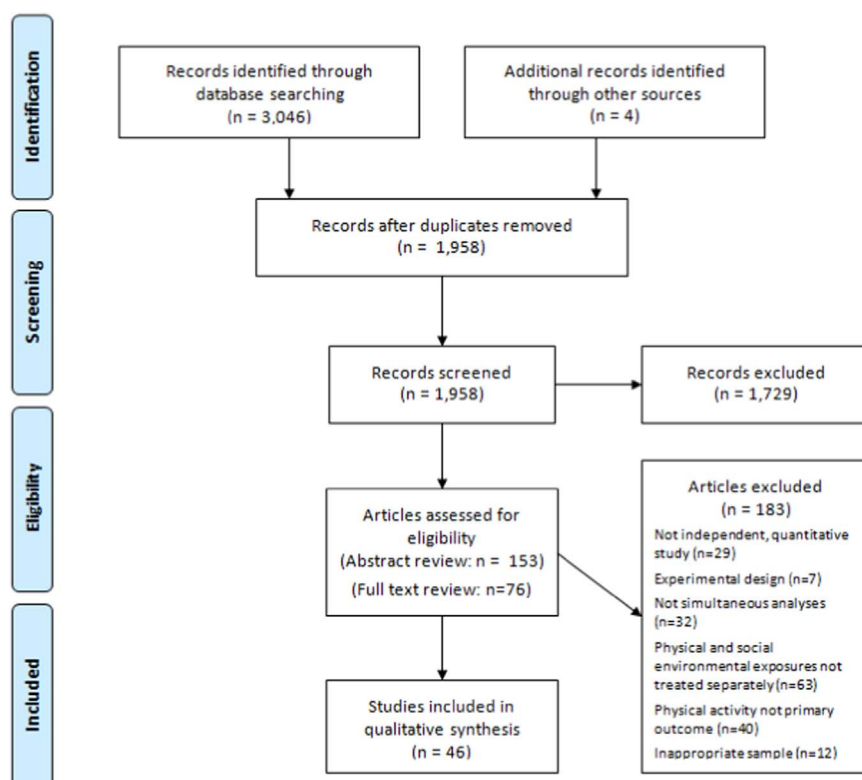 Identification
Records identified through
database searching
(n = 3,046)
Additional records identified
through other sources
(n = 4)
Screening
Records after duplicates removed
(n = 1,958)
Records screened
(n = 1,958)
Records excluded
(n = 1,729)
Eligibility
Articles assessed for
eligibility
(Abstract review: n = 153)
(Full text review: n=76)
Articles excluded
(n = 183)
Not independent, quantitative
study (n=29)
Experimental design (n=7)
Not simultaneous analyses
(n=32)
Physical and social
environmental exposures not
treated separately (n=63)
Physical activity not primary
outcome (n=40)
Inappropriate sample (n=12)
Included
Studies included in
qualitative synthesis
(n = 46)